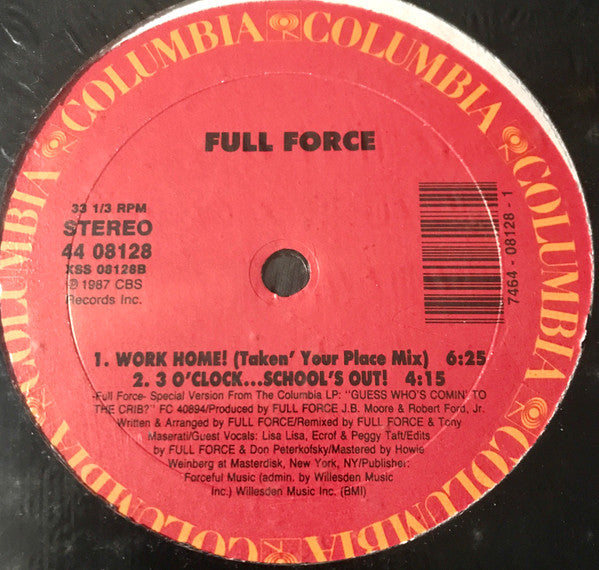 COLUMBIA COLUMBIA COLUMBIA COLUMBIA COLUMBIA COLUMBIA COLUMBIA
FULL FORCE
33 1/3 RPM
STEREO
44 08128
XSS 08128B
℗ 1987 CBS
Records Inc.
7464 - 08128 - 1
1. WORK HOME! (Taken' Your Place Mix) 6:25
2. 3 O'CLOCK...SCHOOL'S OUT! 4:15
-Full Force- Special Version From The Columbia LP: "GUESS WHO'S COMIN' TO
THE CRIB?" FC 40894/Produced by FULL FORCE J.B. Moore & Robert Ford, Jr.
Written & Arranged by FULL FORCE/Remixed by FULL FORCE & Tony
Maserati/Guest Vocals: Lisa Lisa, Ecrof & Peggy Taft/Edits
by FULL FORCE & Don Peterkofsky/Mastered by Howie
Weinberg at Masterdisk, New York, NY/Publisher:
Forceful Music (admin. by Willesden Music
Inc.) Willesden Music Inc. (BMI)